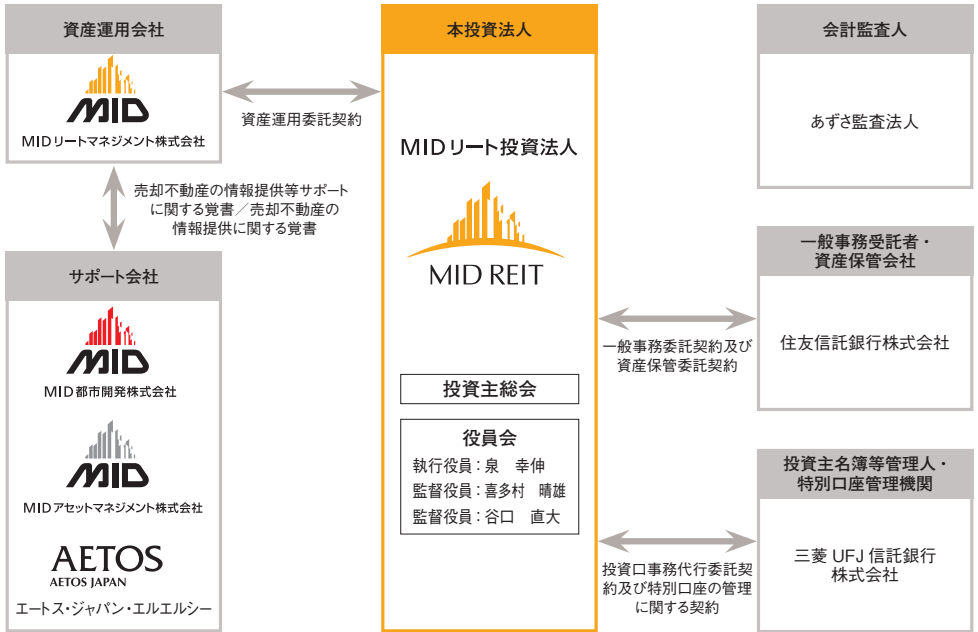 資産運用会社
MID
MIDリートマネジメント株式会社
資産運用委託契約
売却不動産の情報提供等サポート
に関する覚書／売却不動産の
情報提供に関する覚書
サポート会社
MID
MID都市開発株式会社
MID
MIDアセットマネジメント株式会社
AETOS
AETOS JAPAN
エートス・ジャパン・エルエルシー
本投資法人
MIDリート投資法人
MID REIT
投資主総会
役員会
執行役員：泉　幸伸
監督役員：喜多村　晴雄
監督役員：谷口　直大
会計監査人
あずさ監査法人
一般事務受託者・
資産保管会社
住友信託銀行株式会社
一般事務委託契約及び
資産保管委託契約
投資主名簿等管理人・
特別口座管理機関
三菱 UFJ 信託銀行
株式会社
投資口事務代行委託契
約及び特別口座の管理
に関する契約